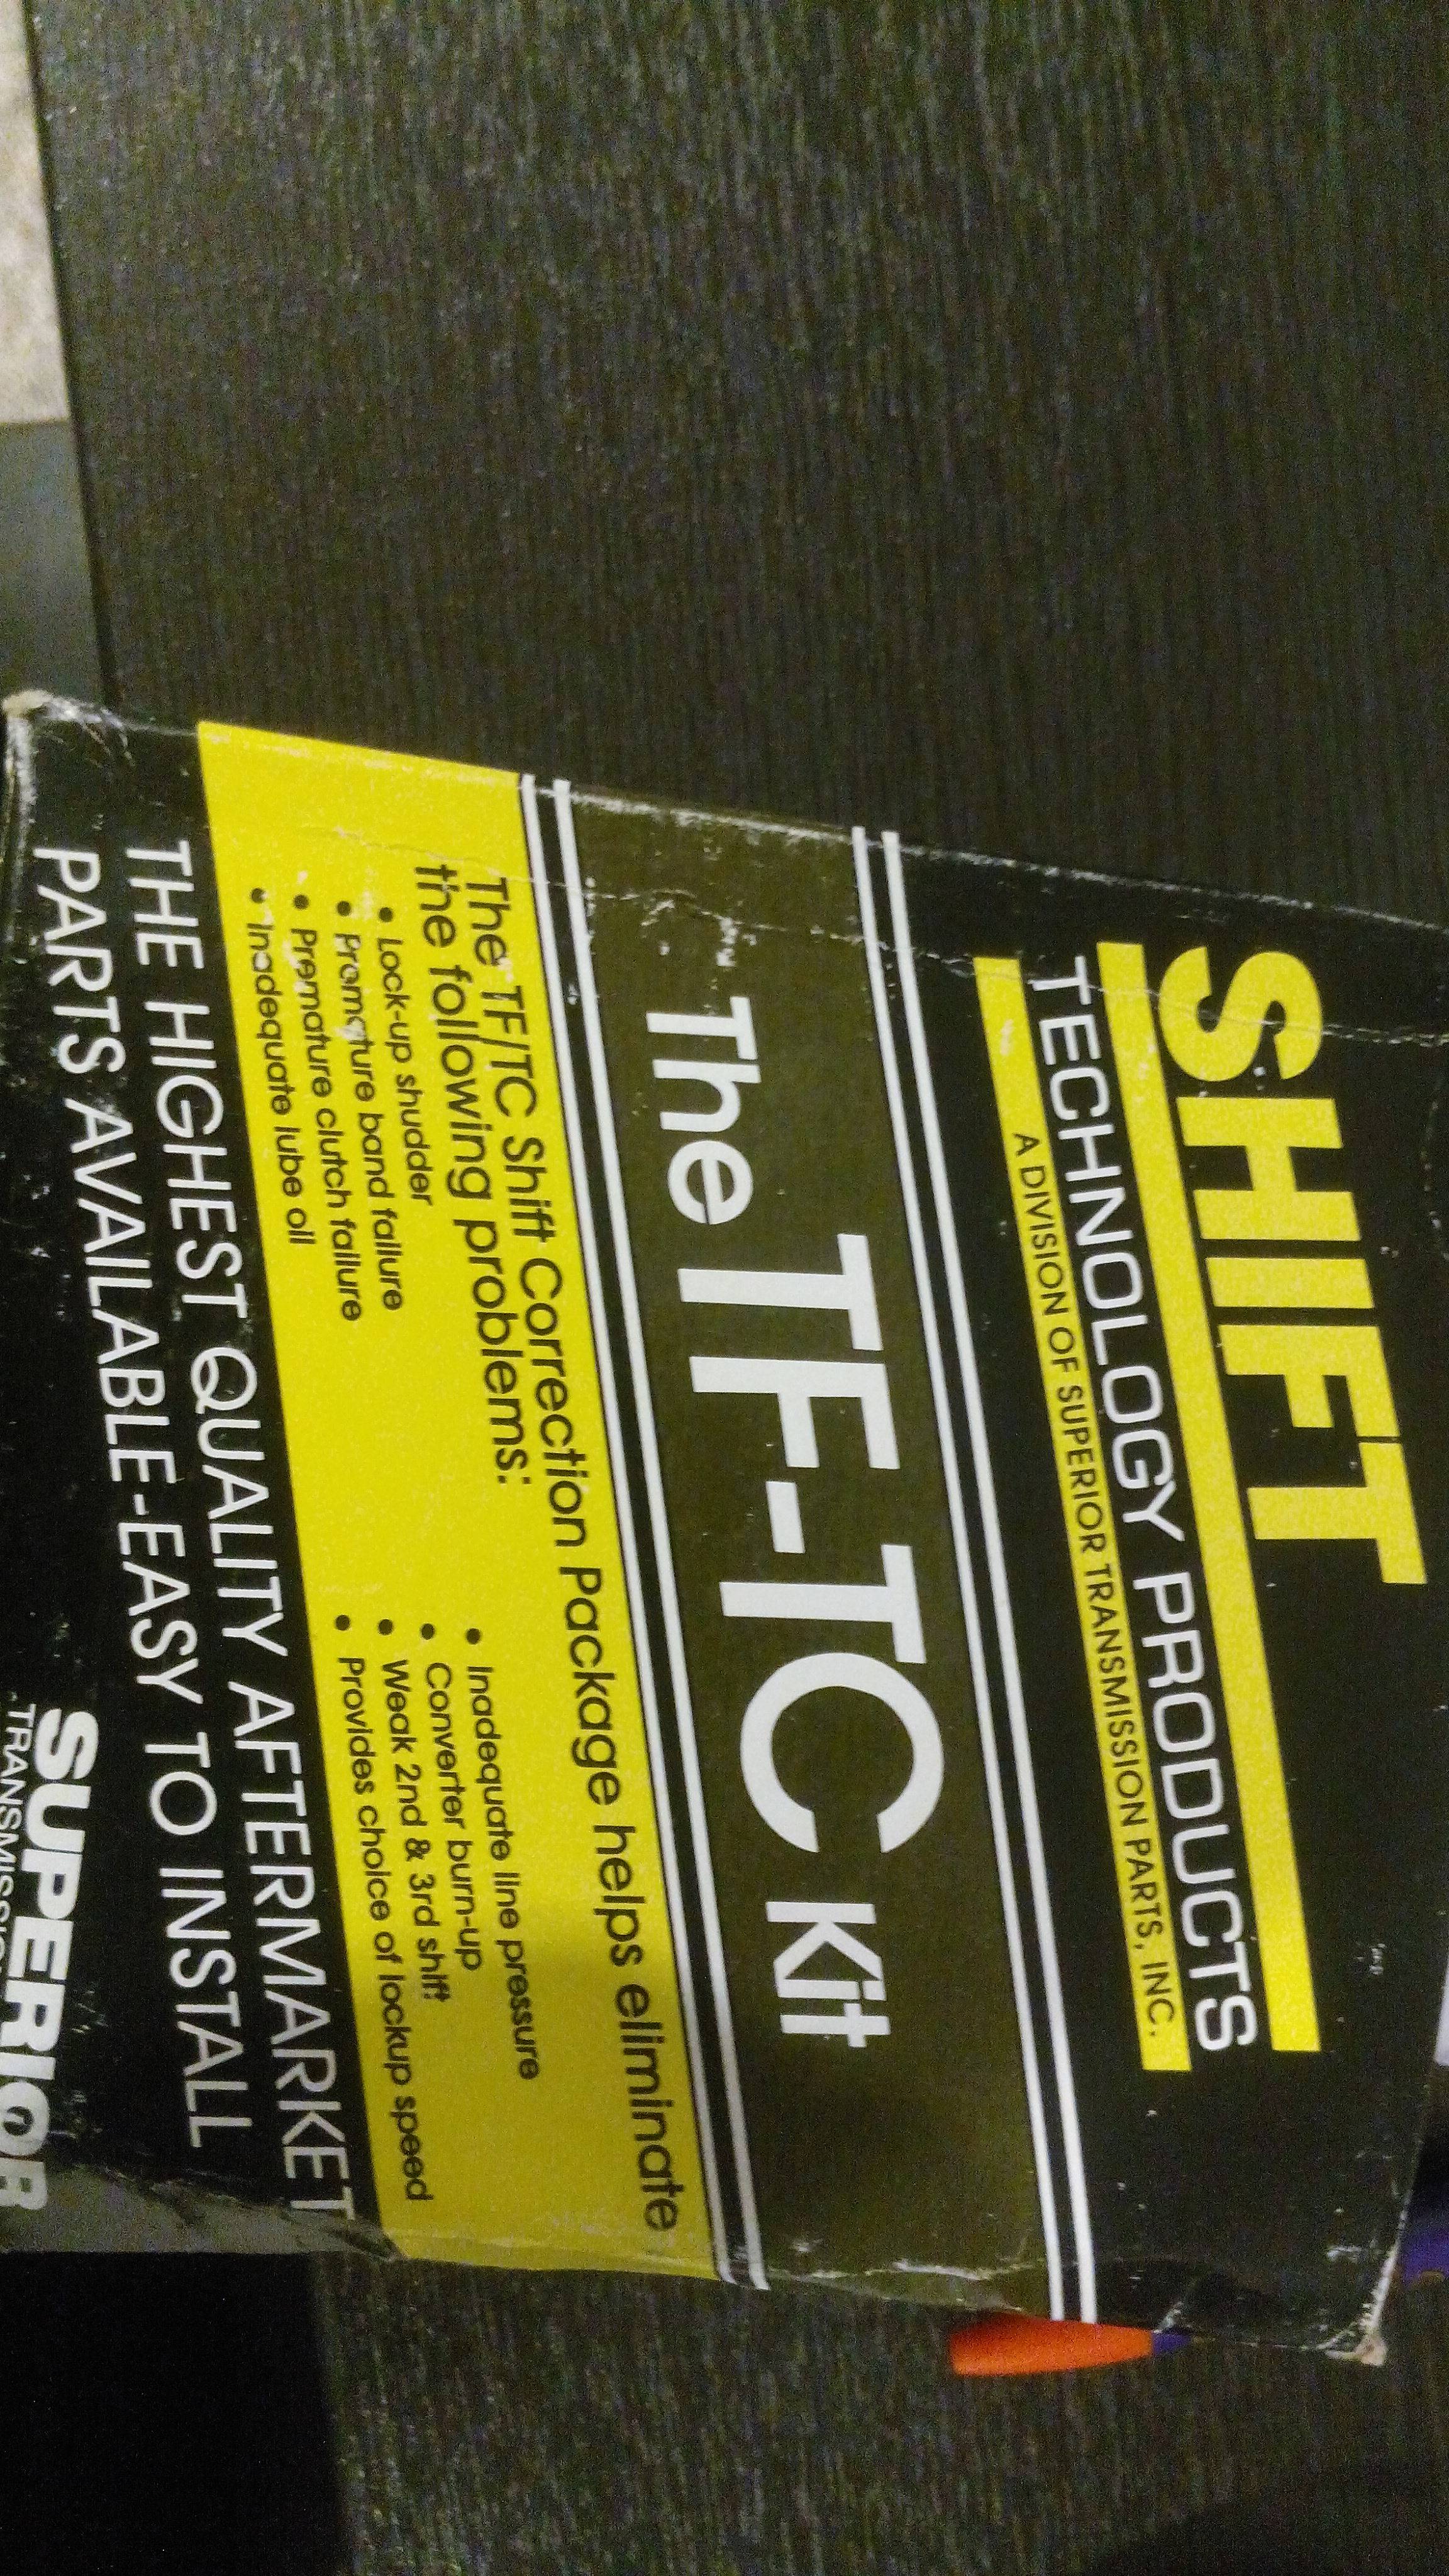 SHIFT
TECHNOLOGY PRODUCTS
A DIVISION OF SUPERIOR TRANSMISSION PARTS, INC.
The TF-TC Kit
The TF/TC Shift Correction Package helps eliminate
the following problems:
• Lock-up shudder
• Premature band failure
• Premature clutch failure
• Inadequate lube oil
• Inadequate line pressure
• Converter burn-up
• Weak 2nd & 3rd shift
• Provides choice of lockup speed
THE HIGHEST QUALITY AFTERMARKET
PARTS AVAILABLE-EASY TO INSTALL
SUPERIOR